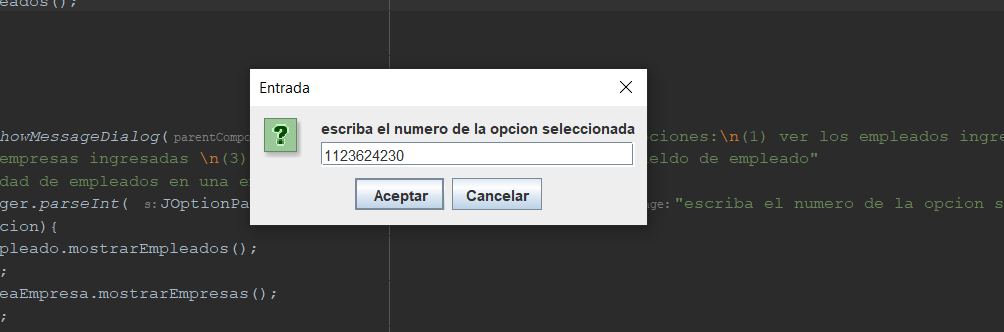 eados();
Entrada
?
escriba el numero de la opcion seleccionada
1123624230
Aceptar Cancelar
howMessageDialog( parentCompo ciones:\n(1) ver los empleados ingre
empresas ingresadas \n(3) eldo de empleado"
dad de empleados en una e
ger.parseInt( s: JOptionPa age: "escriba el numero de la opcion s
cion){
pleado.mostrarEmpleados();
;
eaEmpresa.mostrarEmpresas();
;